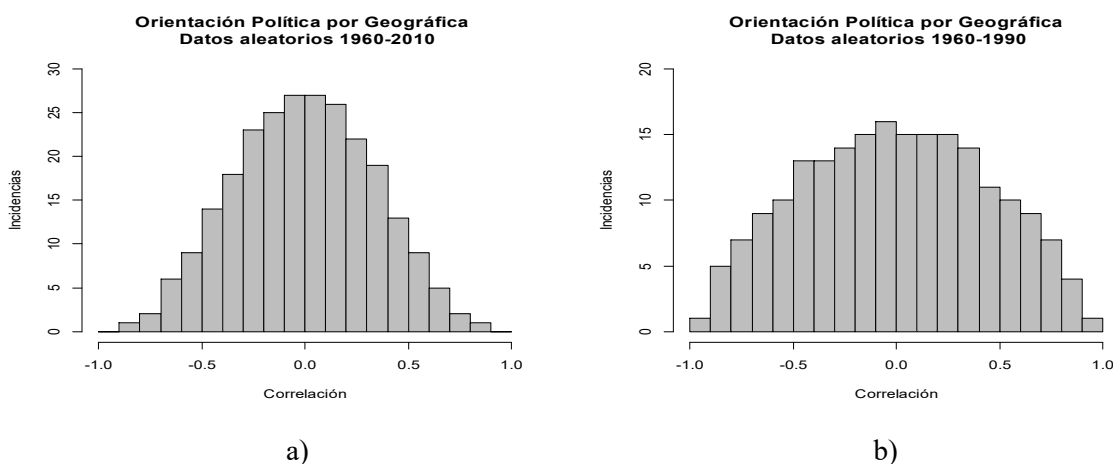 Orientación Política por Geográfica
Datos aleatorios 1960-2010
Incidencias
30
25
20
15
10
5
0
-1.0 -0.5 0.0 0.5 1.0
Correlación
a)
Orientación Política por Geográfica
Datos aleatorios 1960-1990
Incidencias
20
15
10
5
0
-1.0 -0.5 0.0 0.5 1.0
Correlación
b)